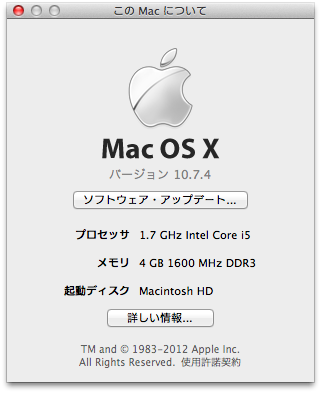 この Mac について
Mac OS X
バージョン 10.7.4
ソフトウェア・アップデート...
プロセッサ 1.7 GHz Intel Core i5
メモリ 4 GB 1600 MHz DDR3
起動ディスク Macintosh HD
詳しい情報...
TM and © 1983-2012 Apple Inc.
All Rights Reserved. 使用許諾契約